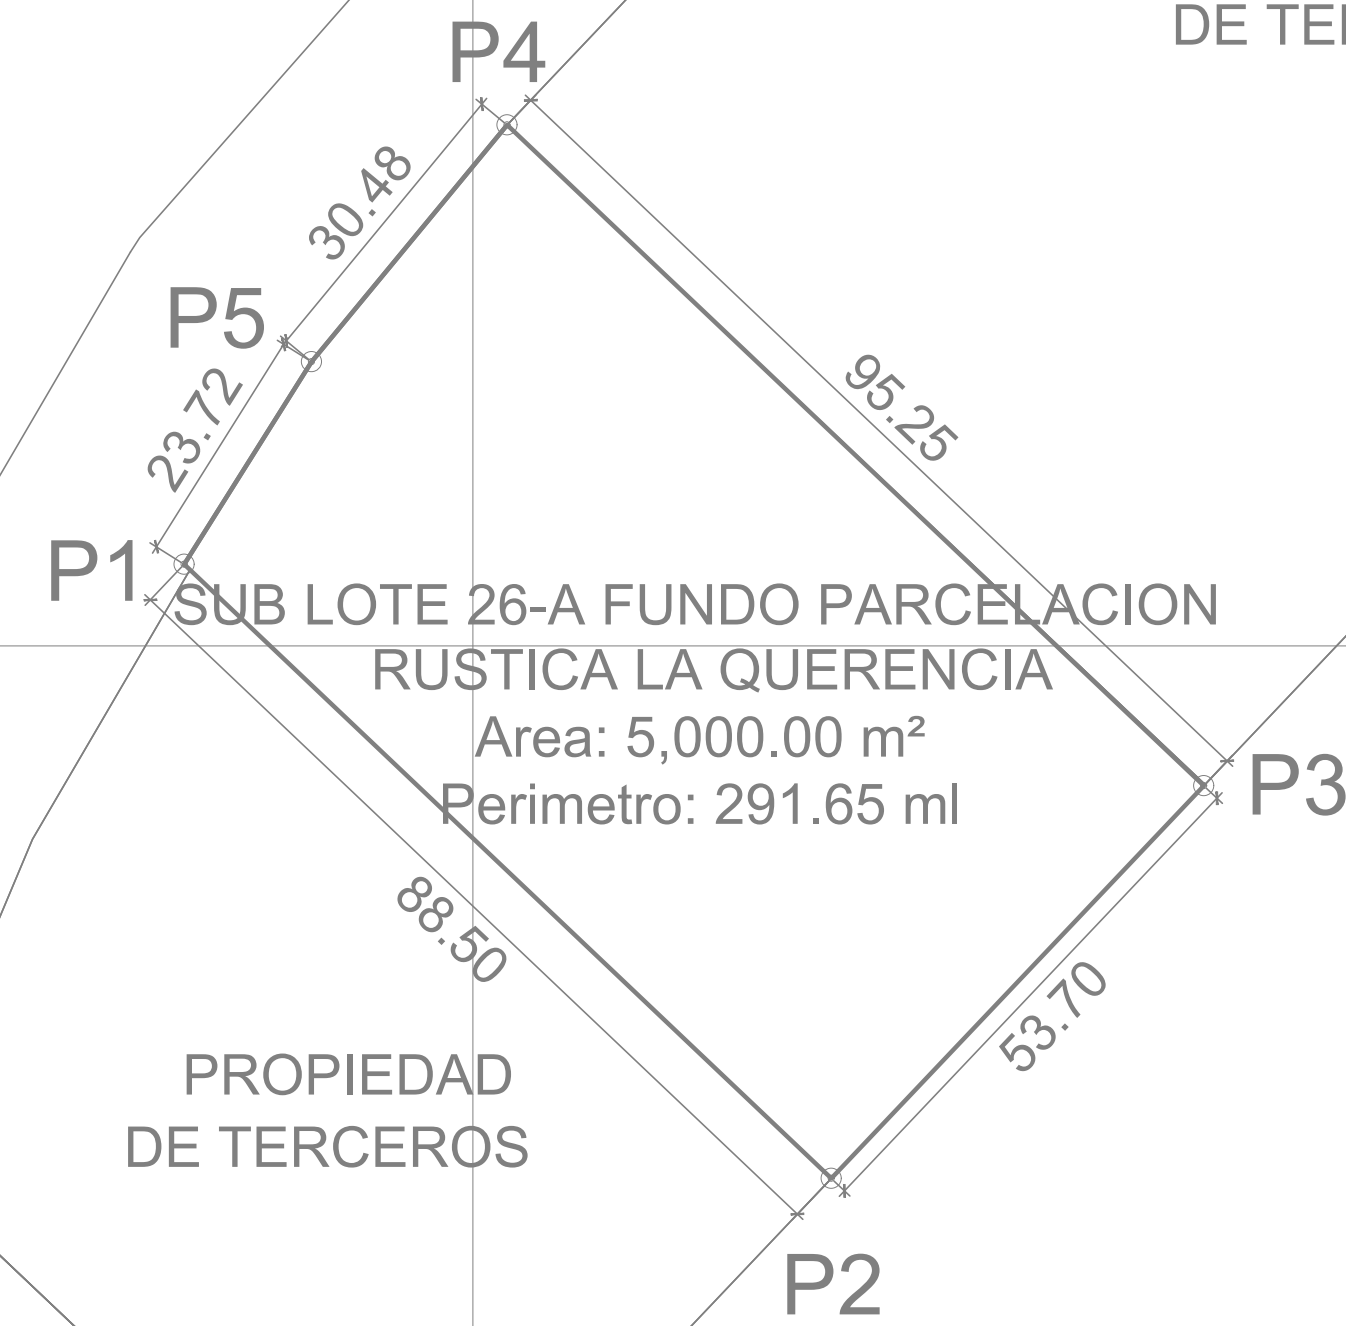 DE TE
P4
30.48
P5
95.25
23.72
P1
SUB LOTE 26-A FUNDO PARCELACION
RUSTICA LA QUERENCIA
Area: 5,000.00 m²
Perimetro: 291.65 ml
P3
88.50
53.70
PROPIEDAD
DE TERCEROS
P2